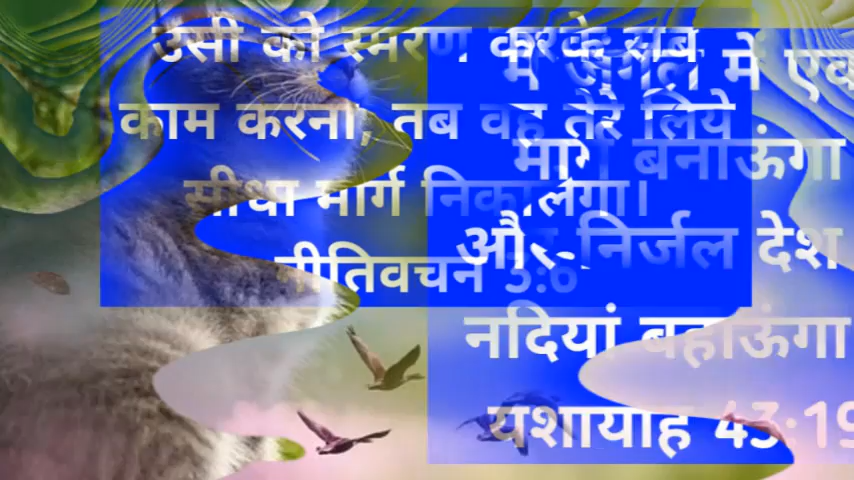 उसी को स्मरण करके सब
काम करना, तब वह तेरे लिये
सीधा मार्ग निकालेगा।
नीतिवचन 3:6
मैं जंगल में एक
मार्ग बनाऊंगा
और निर्जल देश
नदियां बहाऊंगा
यशायाह 43:19